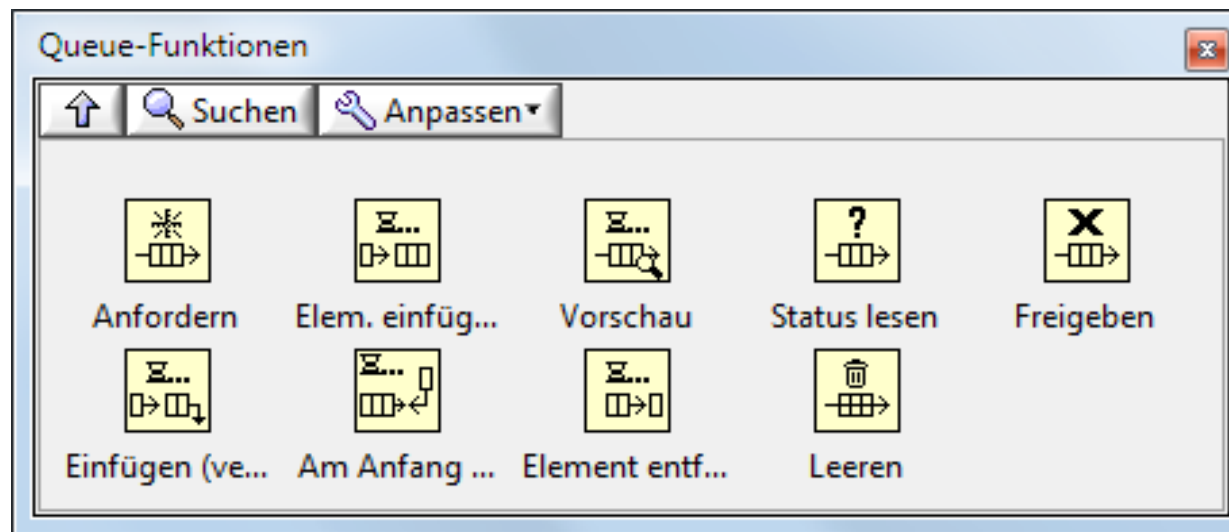 Queue-Funktionen
Suchen Anpassen
?
Anfordern Elem. einfüg... Vorschau Status lesen Freigeben
Einfügen (ve... Am Anfang ... Element entf... Leeren